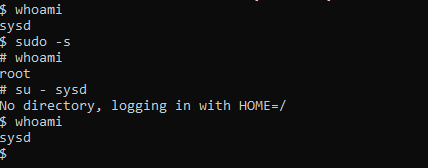 $ whoami
sysd
$ sudo -s
# whoami
root
# su - sysd
No directory, logging in with HOME=/
$ whoami
sysd
$